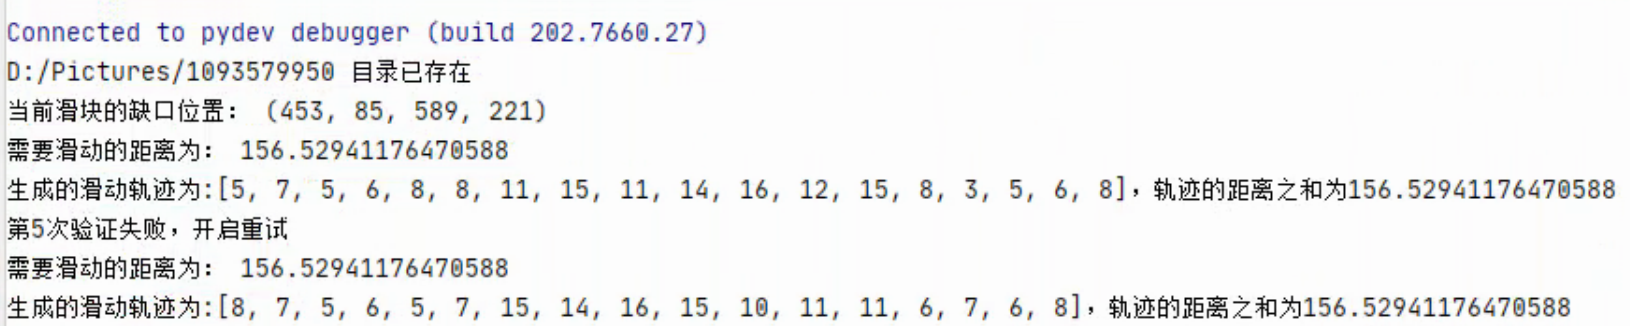 Connected to pydev debugger (build 202.7660.27)
D:/Pictures/1093579950 目录已存在
当前滑块的缺口位置： (453, 85, 589, 221)
需要滑动的距离为： 156.52941176470588
生成的滑动轨迹为:[5, 7, 5, 6, 8, 8, 11, 15, 11, 14, 16, 12, 15, 8, 3, 5, 6, 8]，轨迹的距离之和为156.52941176470588
第5次验证失败，开启重试
需要滑动的距离为： 156.52941176470588
生成的滑动轨迹为:[8, 7, 5, 6, 5, 7, 15, 14, 16, 15, 10, 11, 11, 6, 7, 6, 8]，轨迹的距离之和为156.52941176470588